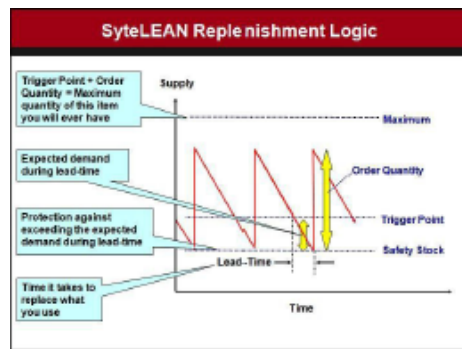 SyteLEAN Replenishment Logic
Trigger Point + Order
Quantity = Maximum
quantity of this item
you will ever have
Supply
Maximum
Expected demand
during lead-time
Order Quantity
Protection against
exceeding the expected
demand during lead-time
Trigger Point
Safety Stock
Lead-Time
Time it takes to
replace what
you use
Time